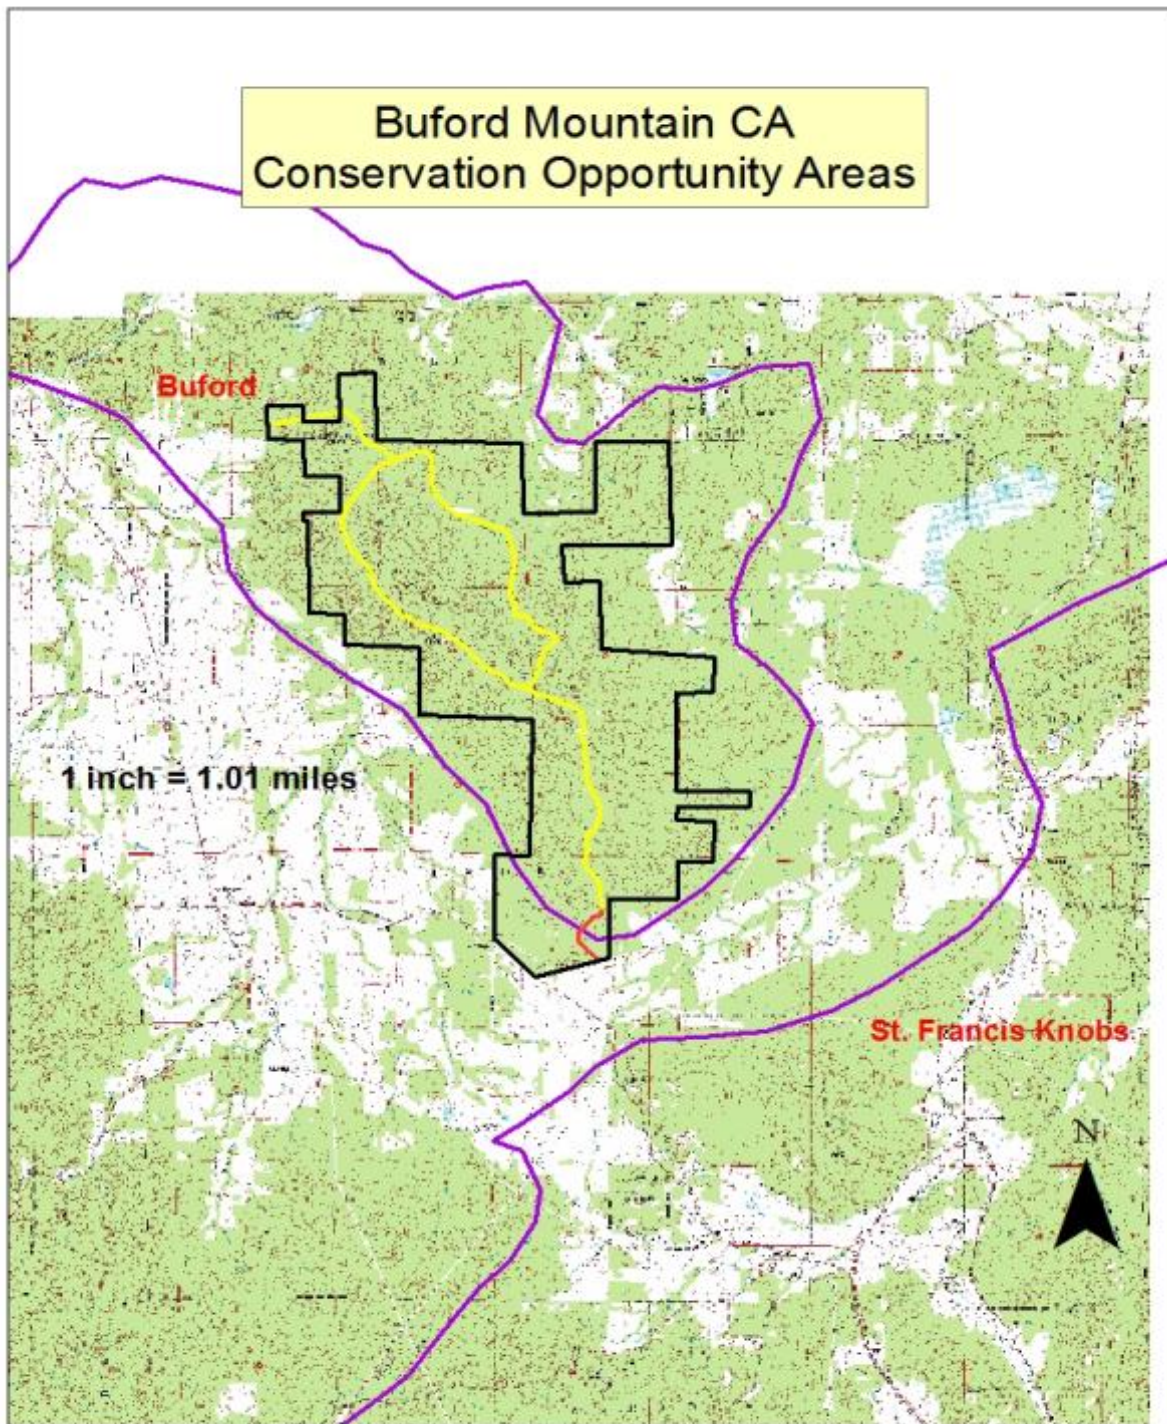 Buford Mountain CA
Conservation Opportunity Areas
Buford
1 inch = 1.01 miles
St. Francis Knobs
N